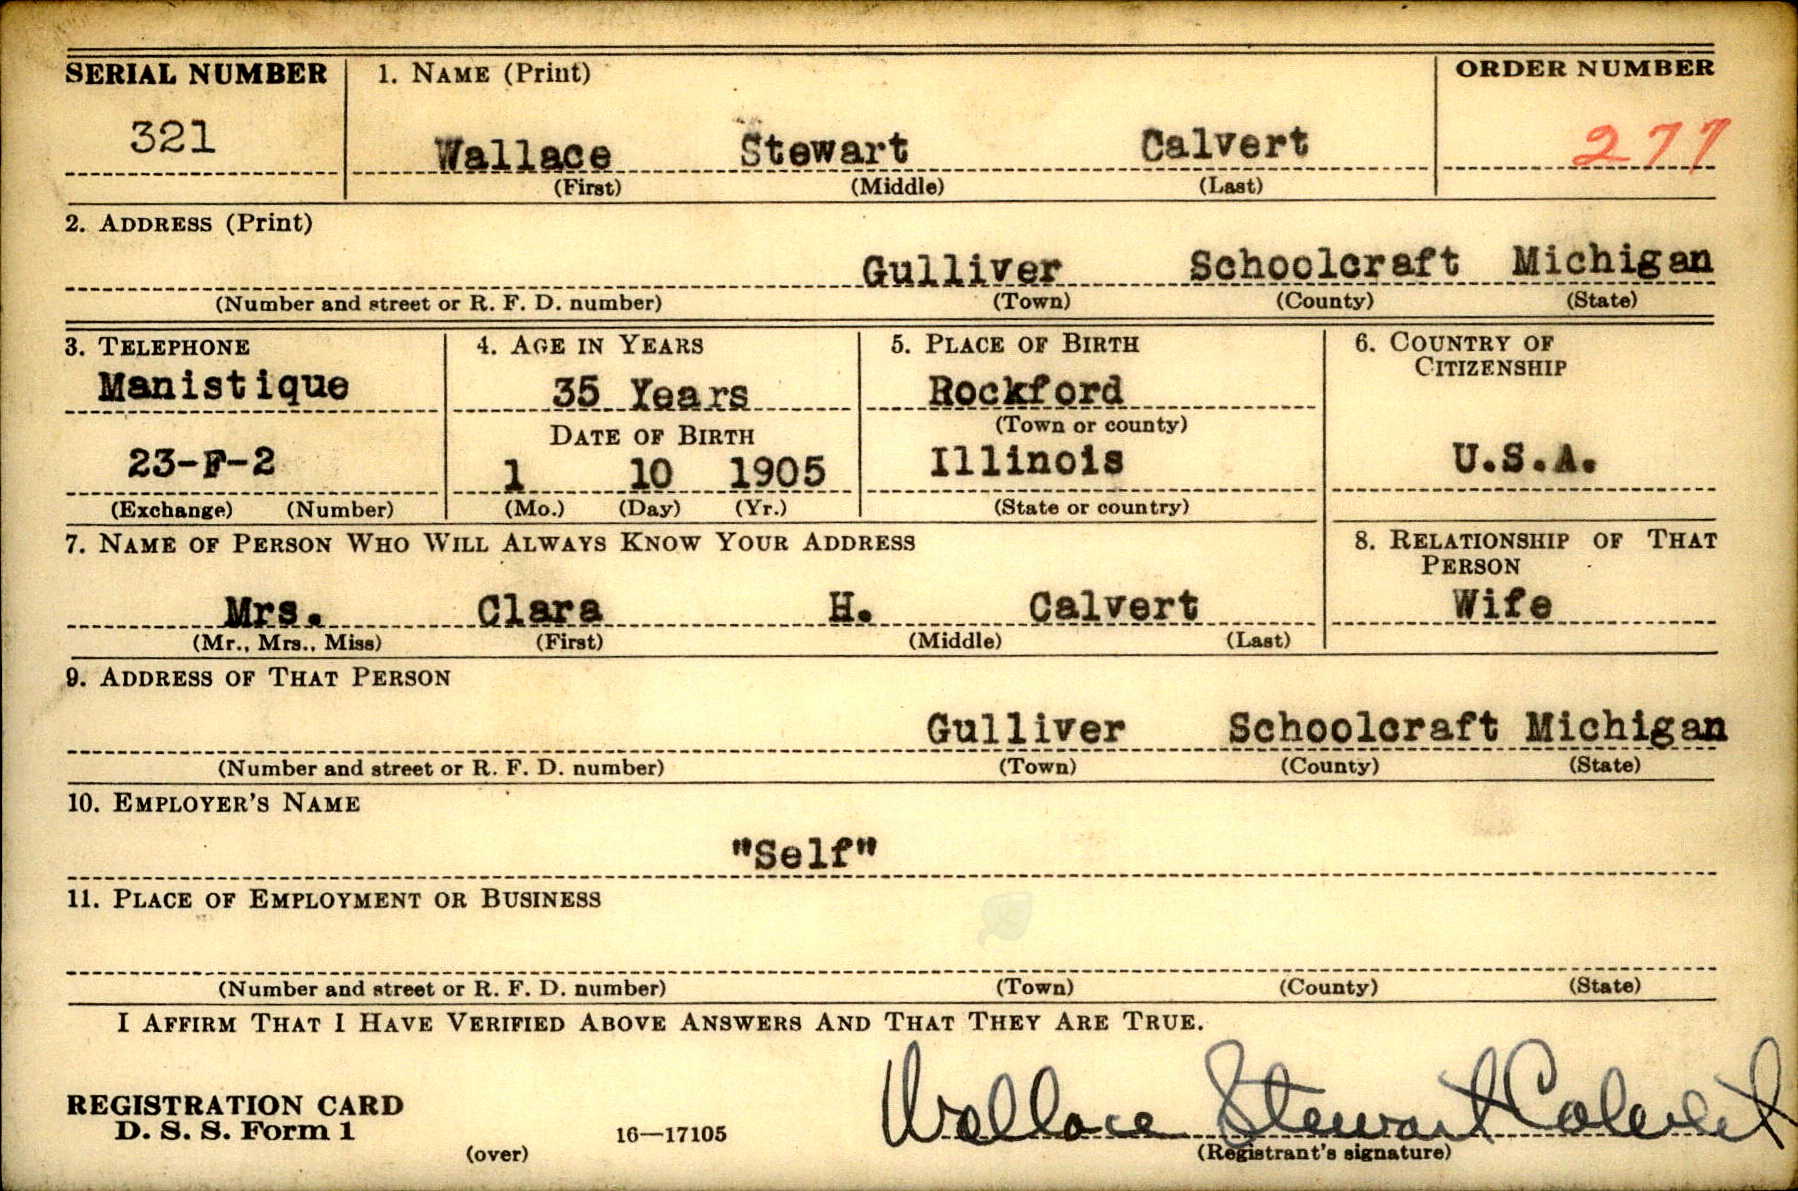 SERIAL NUMBER 1. NAME (Print) ORDER NUMBER
321 Wallace Stewart Calvert 277
(First) (Middle) (Last)
2. ADDRESS (Print)
Gulliver Schoolcraft Michigan
(Number and street or R. F. D. number) (Town) (County) (State)
3. TELEPHONE 4. AGE IN YEARS 5. PLACE OF BIRTH 6. COUNTRY OF
CITIZENSHIP
Manistique 35 Years Rockford
DATE OF BIRTH (Town or county)
23-F-2 1 10 1905 Illinois U.S.A.
(Exchange) (Number) (Mo.) (Day) (Yr.) (State or country)
7. NAME OF PERSON WHO WILL ALWAYS KNOW YOUR ADDRESS 8. RELATIONSHIP OF THAT
PERSON
Mrs. Clara H. Calvert Wife
(Mr., Mrs., Miss) (First) (Middle) (Last)
9. ADDRESS OF THAT PERSON
Gulliver Schoolcraft Michigan
(Number and street or R. F. D. number) (Town) (County) (State)
10. EMPLOYER'S NAME
"Self"
11. PLACE OF EMPLOYMENT OR BUSINESS
(Number and street or R. F. D. number) (Town) (County) (State)
I AFFIRM THAT I HAVE VERIFIED ABOVE ANSWERS AND THAT THEY ARE TRUE.
REGISTRATION CARD
D. S. S. Form 1 16—17105 Wallace Stewart Calvert
(over) (Registrant's signature)